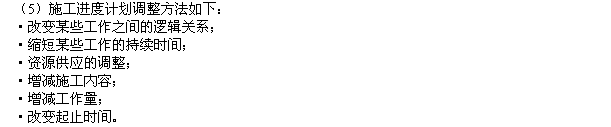 （5）施工进度计划调整方法如下：
·改变某些工作之间的逻辑关系；
·缩短某些工作的持续时间；
·资源供应的调整；
·增减施工内容；
·增减工作量；
·改变起止时间。